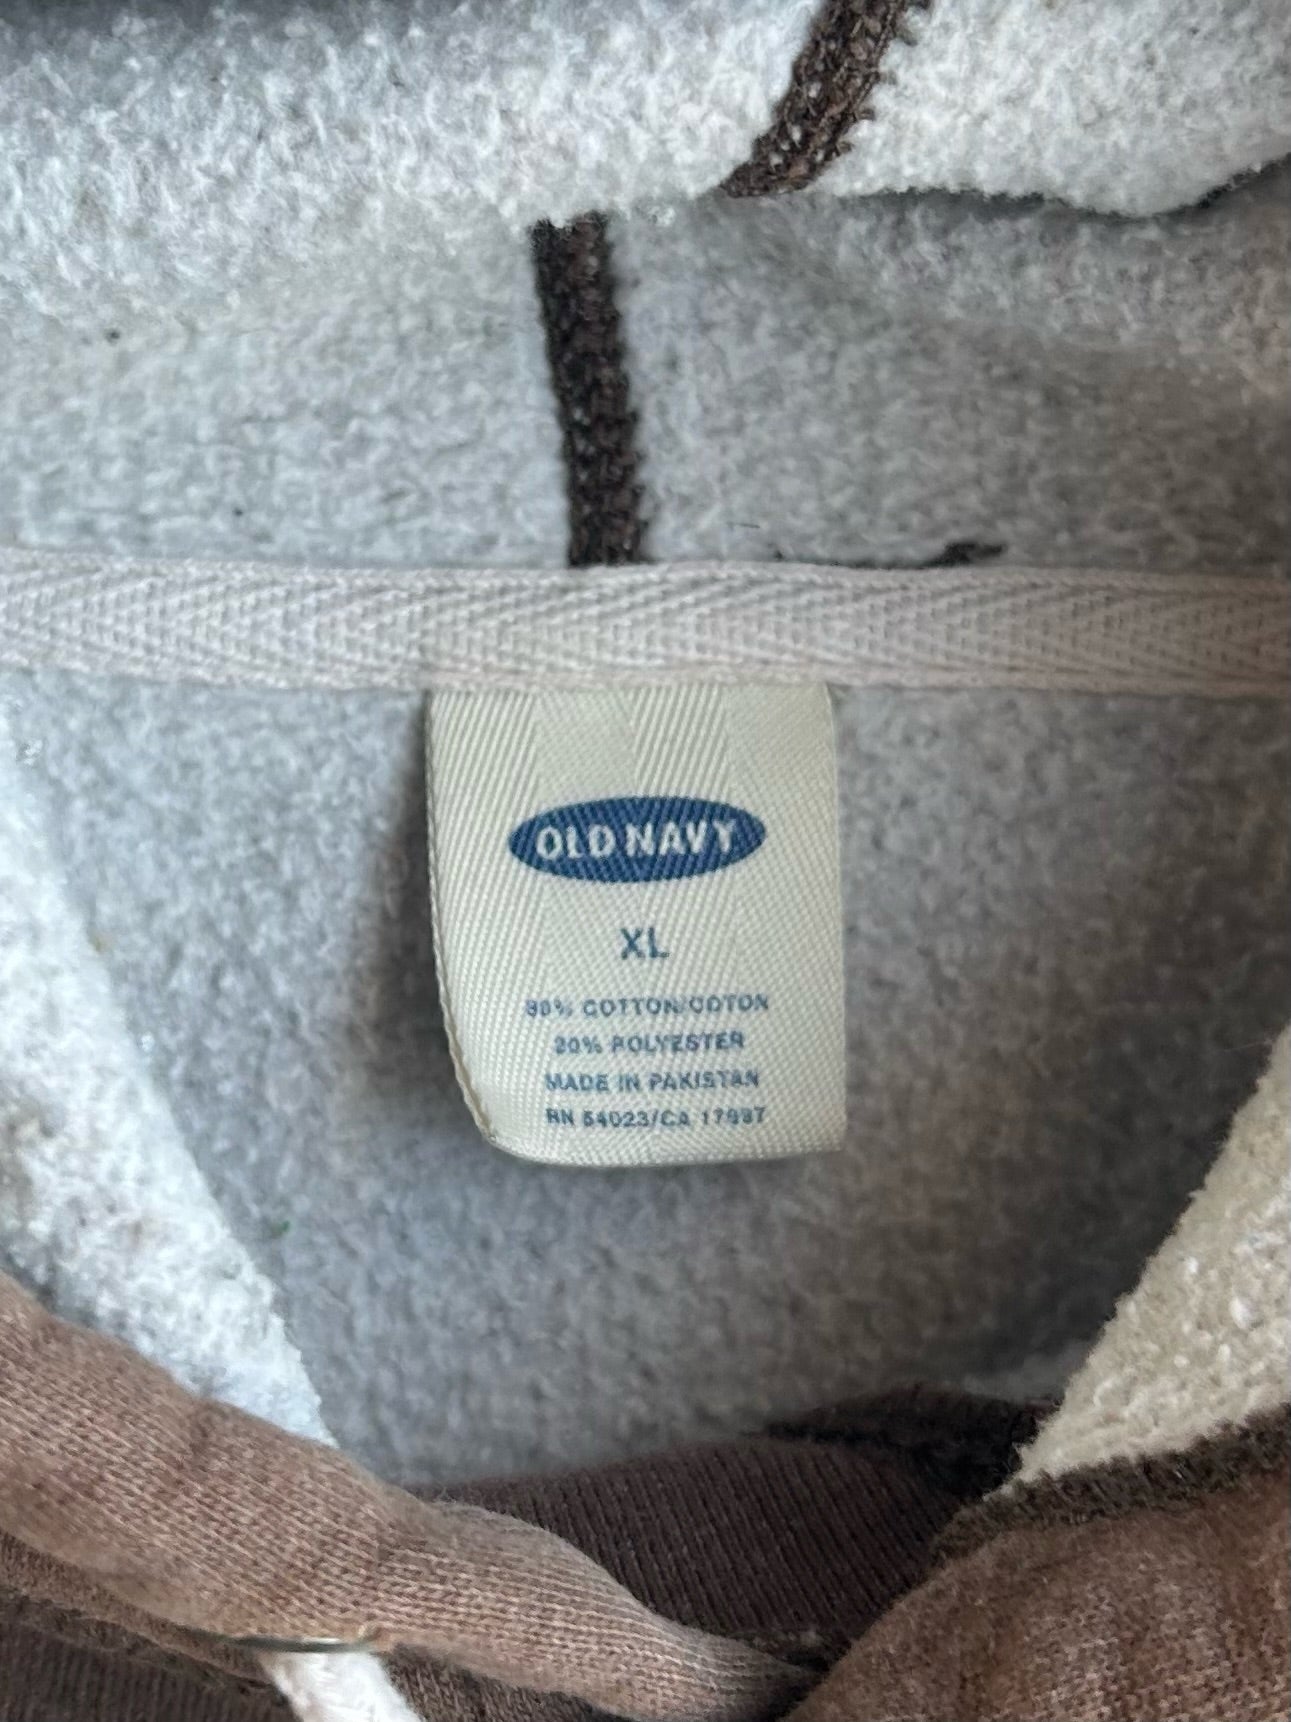 OLD NAVY
XL
80% COTTON/COTON
20% POLYESTER
MADE IN PAKISTAN
RN 54023/CA 17897